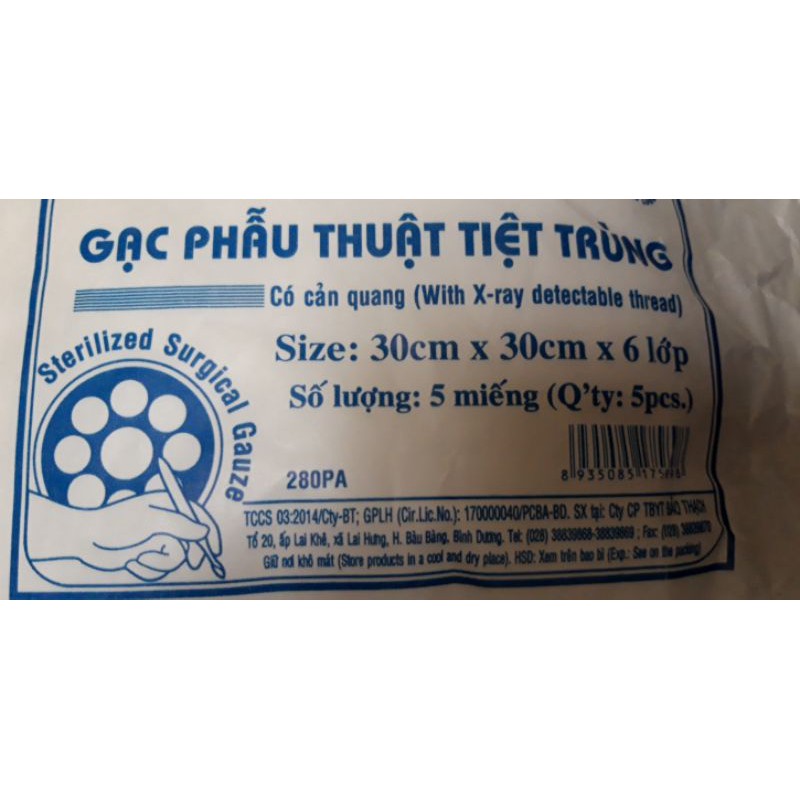 GẠC PHẪU THUẬT TIỆT TRÙNG
Có cản quang (With X-ray detectable thread)
Sterilized Surgical Gauze
Size: 30cm x 30cm x 6 lớp
Số lượng: 5 miếng (Q'ty: 5pcs.)
280PA
8 935085 175
TCCS 03:2014/Cty-BT; GPLH (Cir.Lic.No.): 170000040/PCBA-BD. SX tại: Cty CP TBYT BẢO THẠCH
Tổ 20, ấp Lai Khê, xã Lai Hưng, H. Bàu Bàng, Bình Dương. Tel: (028) 38839868-38839869 ; Fax: (028) 38839870
Giữ nơi khô mát (Store products in a cool and dry place). HSD: Xem trên bao bì (Exp.: See on the packing)